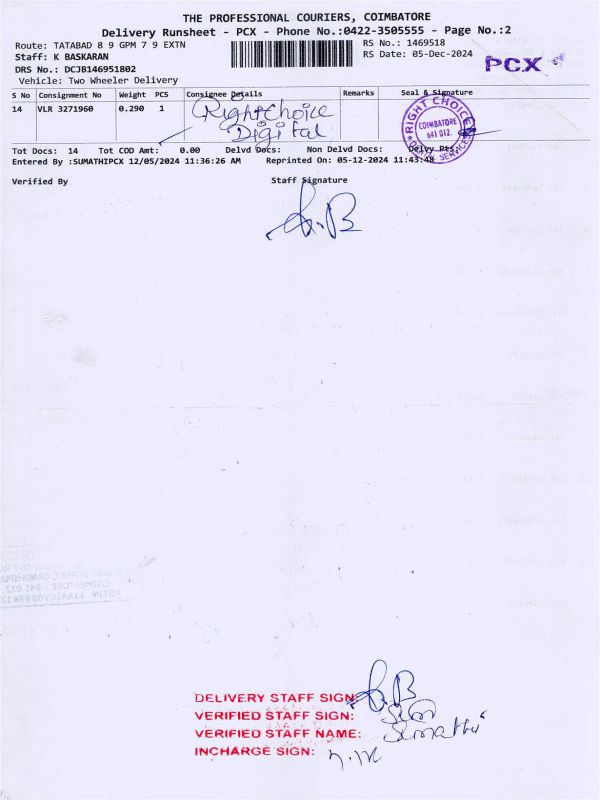 THE PROFESSIONAL COURIERS, COIMBATORE
Delivery Runsheet - PCX - Phone No.:0422-3505555 - Page No.:2
Route: TATABAD 8 9 GPM 7 9 EXTN
RS No.: 1469518
Staff: K BASKARAN
RS Date: 05-Dec-2024
PCX
DRS No.: DCJB146951802
Vehicle: Two Wheeler Delivery
S No Consignment No Weight PCS Consignee Details Remarks Seal & Signature
14 VLR 3271960 0.290 1 Rightchoice
Digital
RIGHT CHOICE
COIMBATORE
641 012.
Tot Docs: 14 Tot COD Amt: 0.00 Delvd Docs: Non Delvd Docs: Delvy Pts:
Entered By :SUMATHIPCX 12/05/2024 11:36:26 AM Reprinted On: 05-12-2024 11:43:48
Verified By Staff Signature
DELIVERY STAFF SIGN:
VERIFIED STAFF SIGN:
VERIFIED STAFF NAME: Sumathi
INCHARGE SIGN: